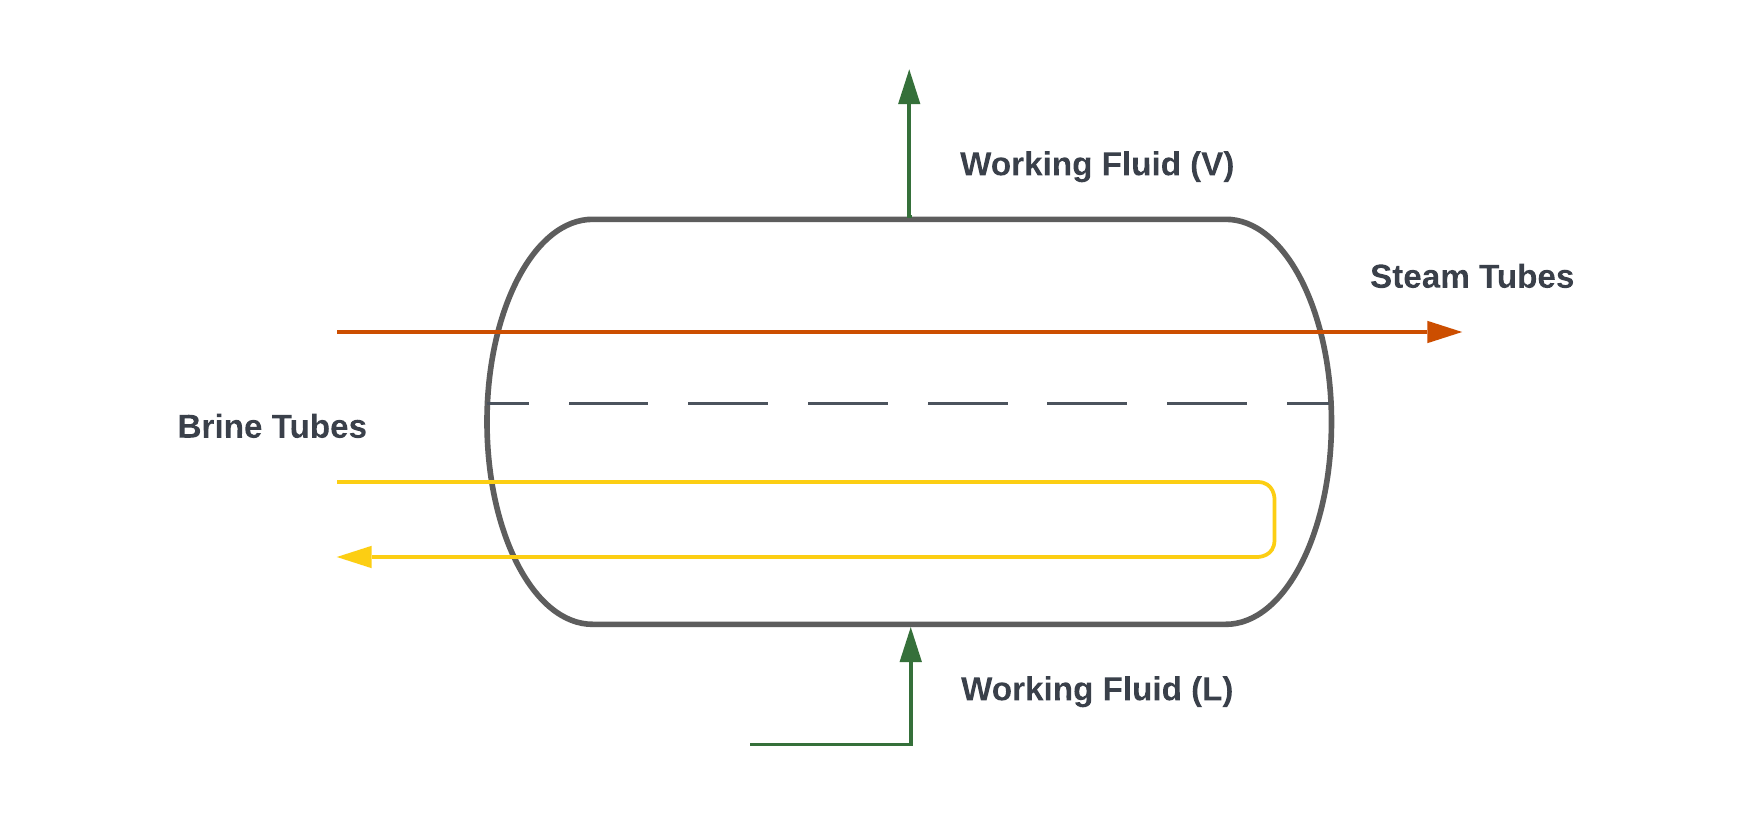 Working Fluid (V)
Steam Tubes
Brine Tubes
Working Fluid (L)